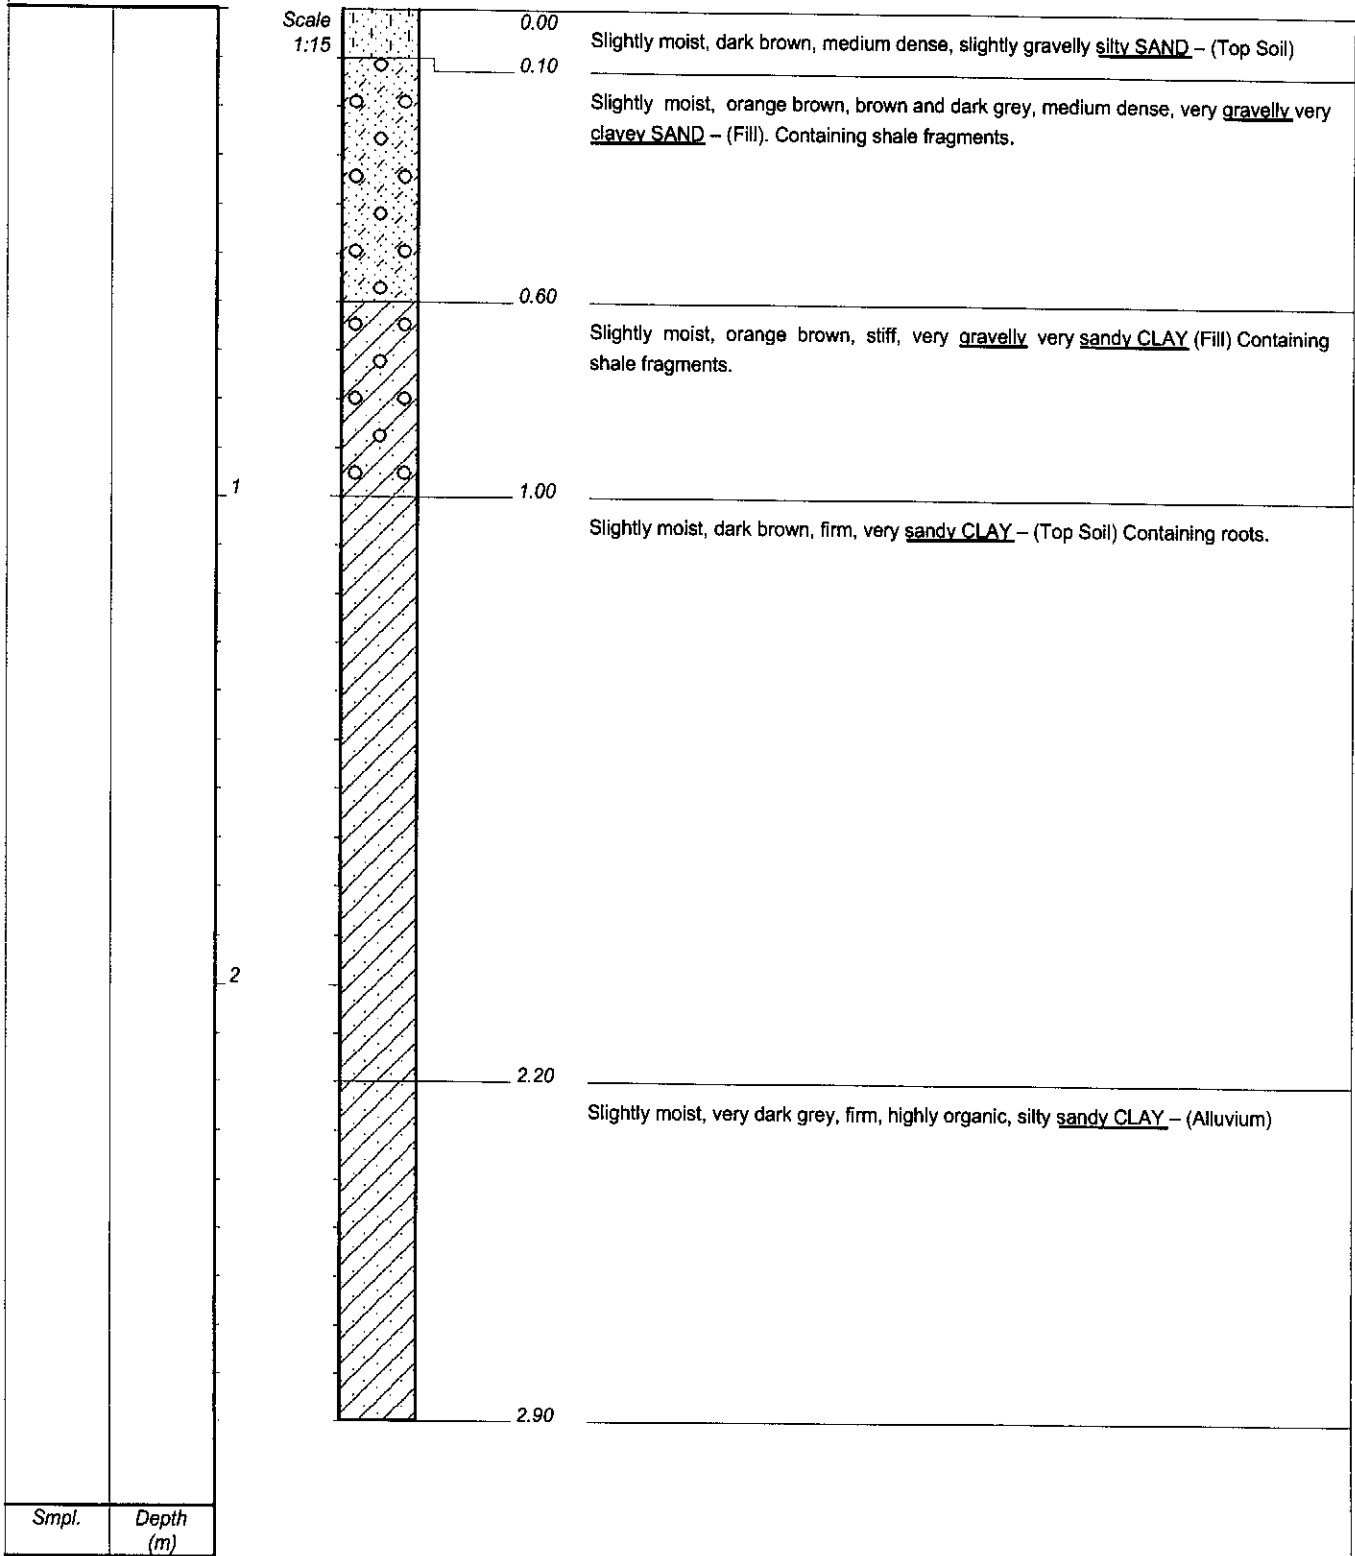 Scale
1:15
0.00
Slightly moist, dark brown, medium dense, slightly gravelly silty SAND – (Top Soil)
0.10
Slightly moist, orange brown, brown and dark grey, medium dense, very gravelly very
clayey SAND – (Fill). Containing shale fragments.
0.60
Slightly moist, orange brown, stiff, very gravelly very sandy CLAY (Fill) Containing
shale fragments.
1
1.00
Slightly moist, dark brown, firm, very sandy CLAY – (Top Soil) Containing roots.
2
2.20
Slightly moist, very dark grey, firm, highly organic, silty sandy CLAY – (Alluvium)
2.90
Smpl.
Depth
(m)